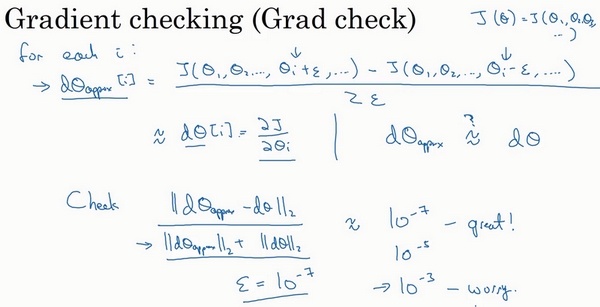 Gradient checking (Grad check)
J(θ) = J(θ₁, θ₂, θ₃, ...)
for each i:
→ dθapprox[i] = J(θ₁, θ₂, ..., θᵢ+ε, ...) - J(θ₁, θ₂, ..., θᵢ-ε, ...) / 2ε
≈ dθ[i] = ∂J/∂θᵢ | dθapprox ≈? dθ
Check ‖dθapprox - dθ‖₂ / ‖dθapprox‖₂ + ‖dθ‖₂ ≈ 10⁻⁷ - great!
→ 10⁻⁵
ε = 10⁻⁷ → 10⁻³ - worry.